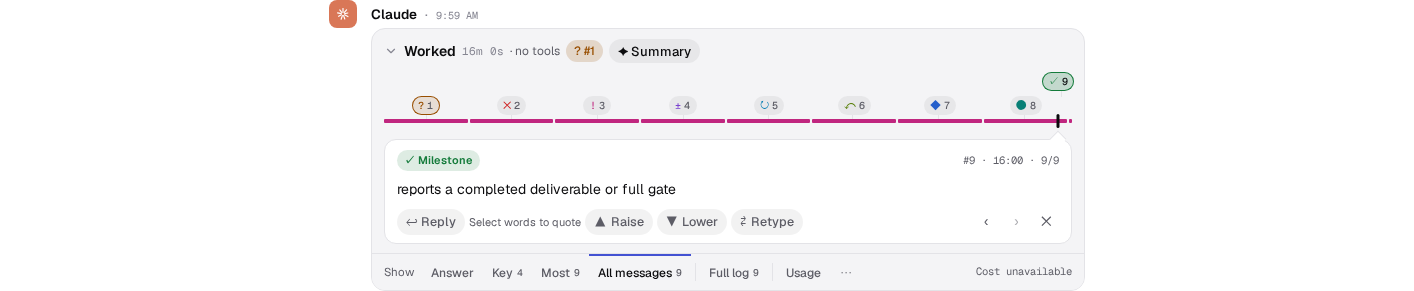 Claude · 9:59 AM
Worked 16m 0s · no tools ? #1 ✦ Summary
✓ 9
? 1 ✕ 2 ! 3 ± 4 5 6 7 8
✓ Milestone #9 · 16:00 · 9/9
reports a completed deliverable or full gate
↩ Reply Select words to quote ▲ Raise ▼ Lower ⇄ Retype ‹ › ✕
Show Answer Key 4 Most 9 All messages 9 Full log 9 Usage ··· Cost unavailable